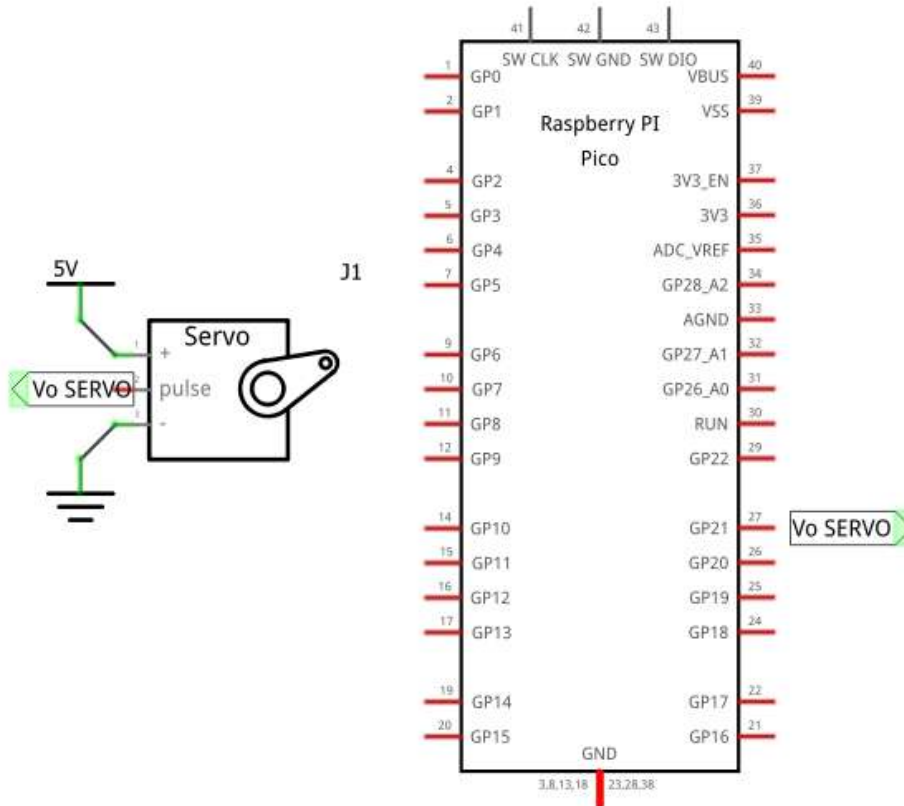 41 42 43
SW CLK SW GND SW DIO
1 GP0 VBUS 40
2 GP1 VSS 39
Raspberry PI
Pico
4 GP2 3V3_EN 37
5 GP3 3V3 36
6 GP4 ADC_VREF 35
7 GP5 GP28_A2 34
AGND 33
9 GP6 GP27_A1 32
10 GP7 GP26_A0 31
11 GP8 RUN 30
12 GP9 GP22 29
14 GP10 GP21 27
15 GP11 GP20 26
16 GP12 GP19 25
17 GP13 GP18 24
19 GP14 GP17 22
20 GP15 GP16 21
GND
3,8,13,18 23,28,38
5V
J1
Servo
1 +
Vo SERVO pulse
3 -
Vo SERVO